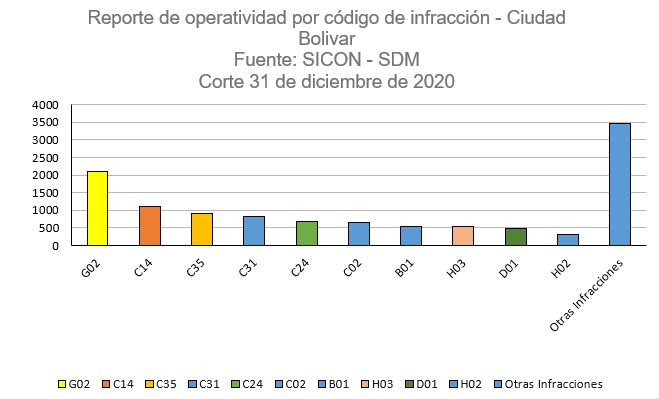 Reporte de operatividad por código de infracción - Ciudad
Bolivar
Fuente: SICON - SDM
Corte 31 de diciembre de 2020
4000
3500
3000
2500
2000
1500
1000
500
0
G02 C14 C35 C31 C24 C02 B01 H03 D01 H02 Otras Infracciones
G02 C14 C35 C31 C24 C02 B01 H03 D01 H02 Otras Infracciones